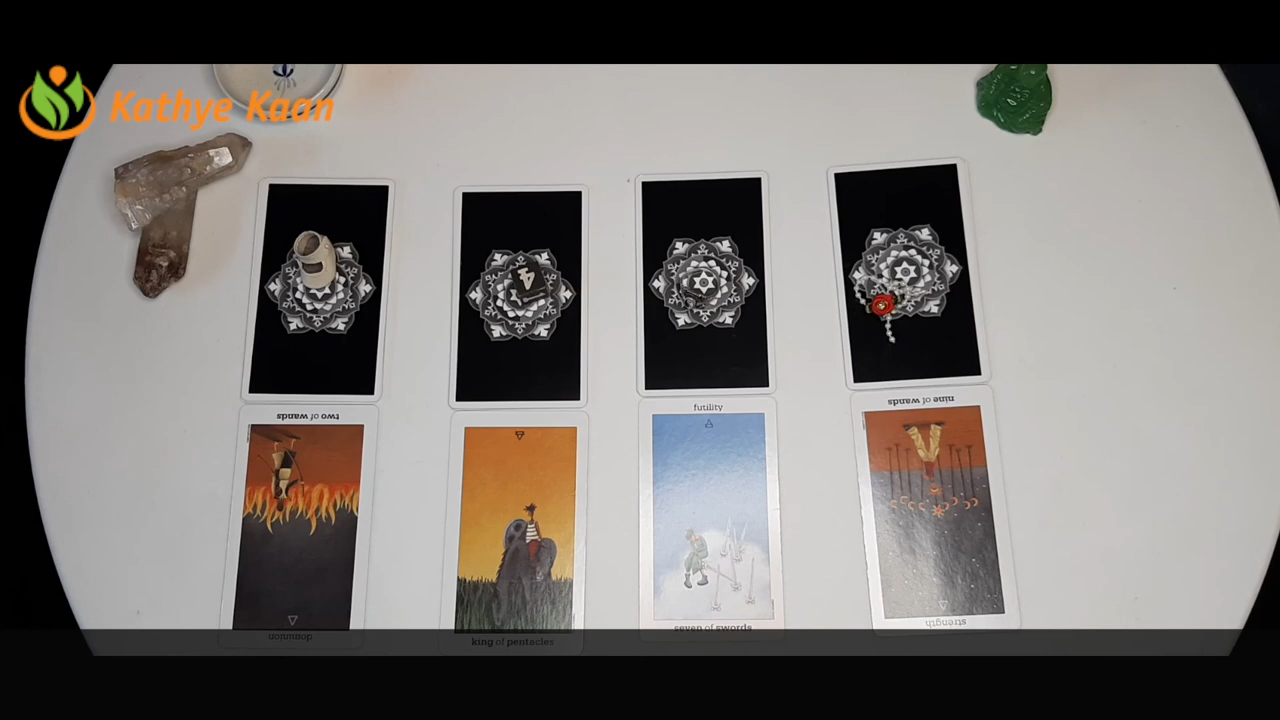 Kathye Kaan
two of wands
dominion
king of pentacles
futility
seven of swords
nine of wands
strength